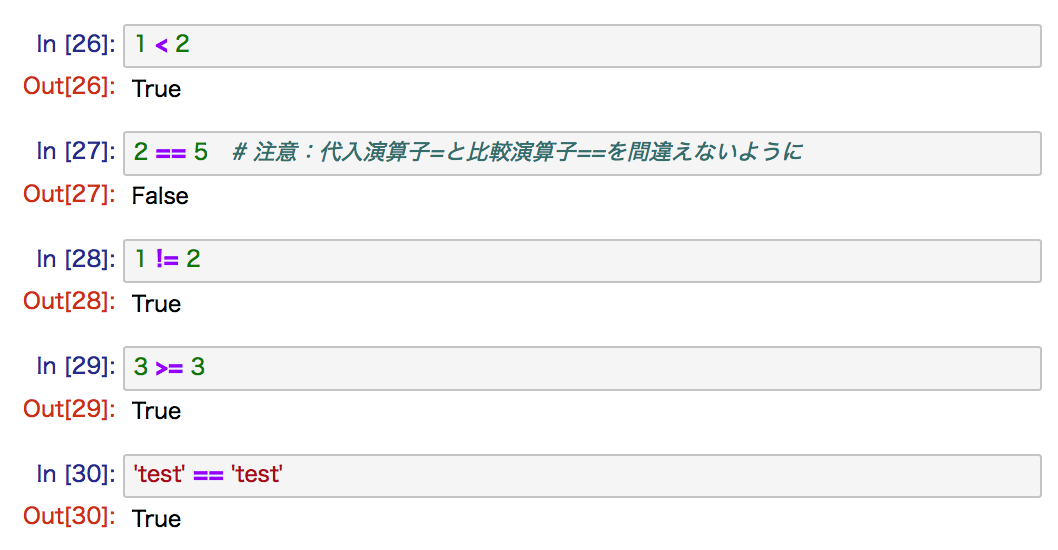 In [26]: 1 < 2
Out[26]: True
In [27]: 2 == 5 # 注意：代入演算子=と比較演算子==を間違えないように
Out[27]: False
In [28]: 1 != 2
Out[28]: True
In [29]: 3 >= 3
Out[29]: True
In [30]: 'test' == 'test'
Out[30]: True